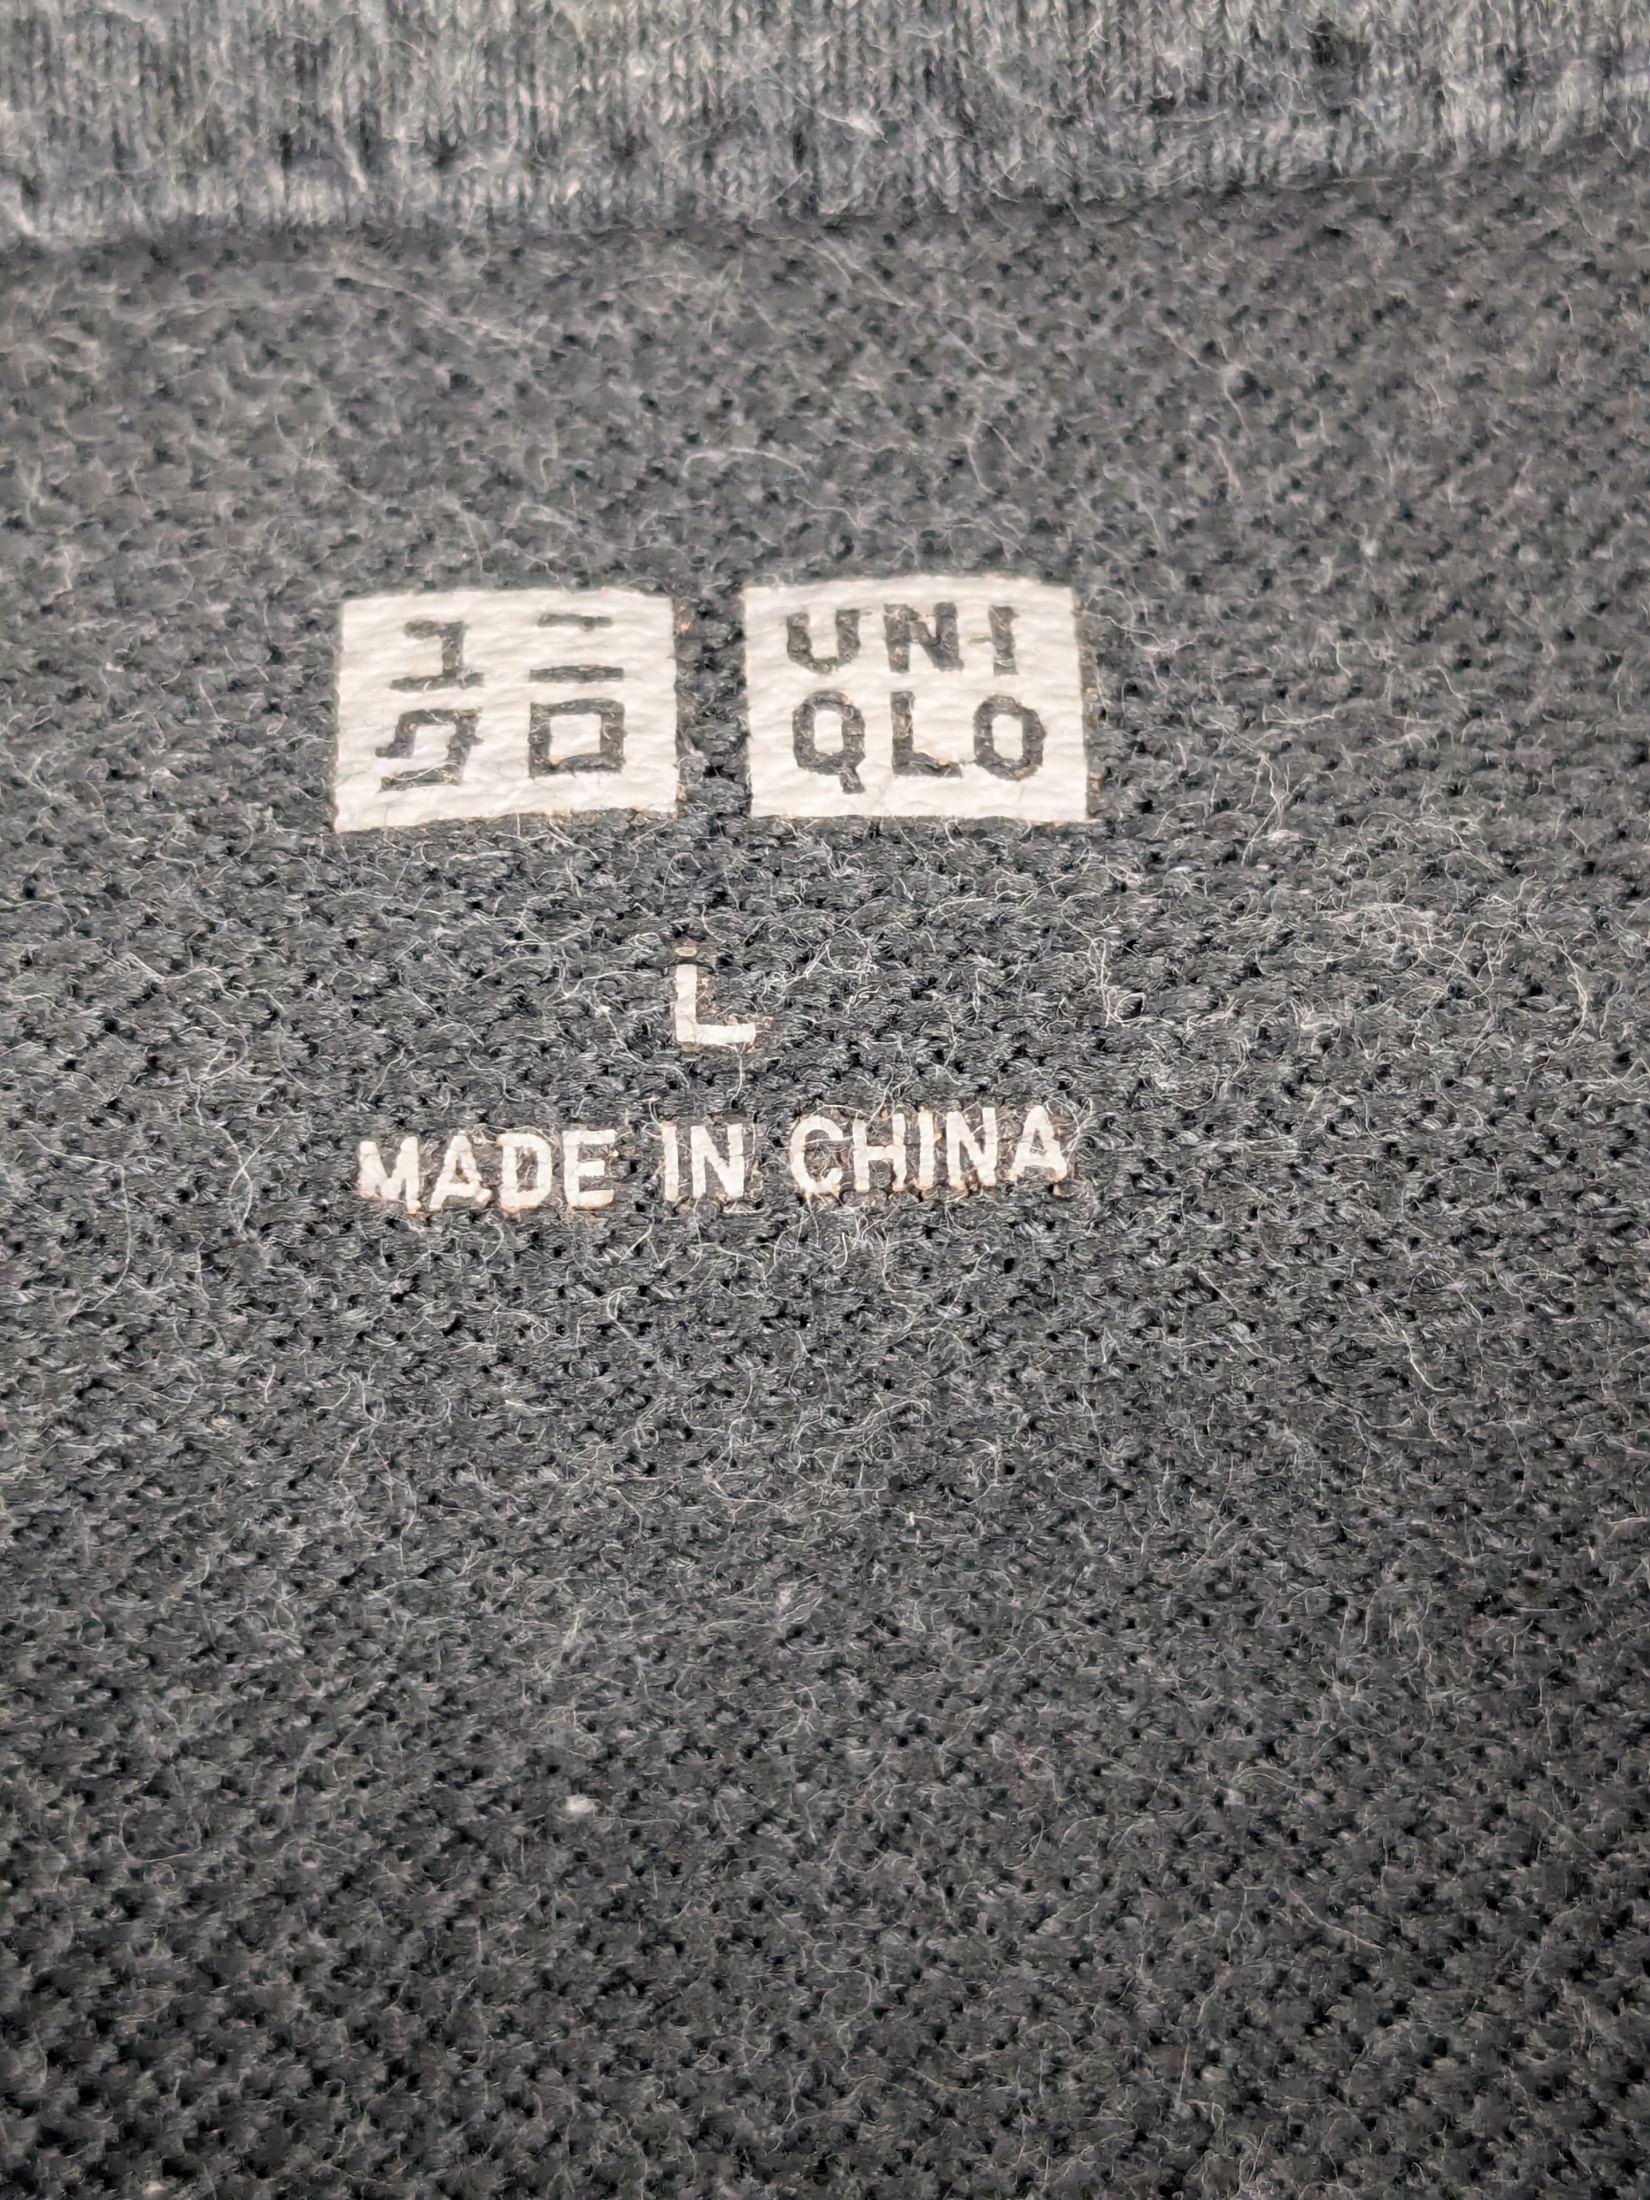 ユニ UNI
クロ QLO
L
MADE IN CHINA